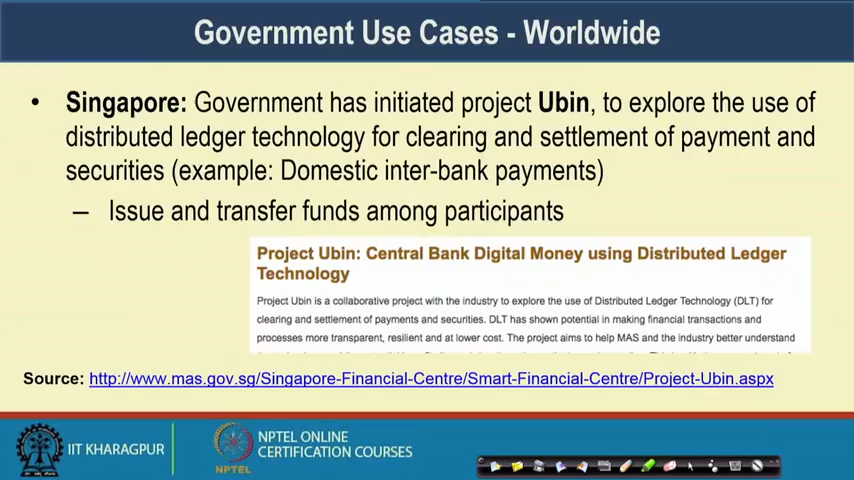 Government Use Cases - Worldwide
• Singapore: Government has initiated project Ubin, to explore the use of
distributed ledger technology for clearing and settlement of payment and
securities (example: Domestic inter-bank payments)
– Issue and transfer funds among participants
Project Ubin: Central Bank Digital Money using Distributed Ledger
Technology
Project Ubin is a collaborative project with the industry to explore the use of Distributed Ledger Technology (DLT) for
clearing and settlement of payments and securities. DLT has shown potential in making financial transactions and
processes more transparent, resilient and at lower cost. The project aims to help MAS and the industry better understand
Source: http://www.mas.gov.sg/Singapore-Financial-Centre/Smart-Financial-Centre/Project-Ubin.aspx
IIT KHARAGPUR
NPTEL
NPTEL ONLINE
CERTIFICATION COURSES